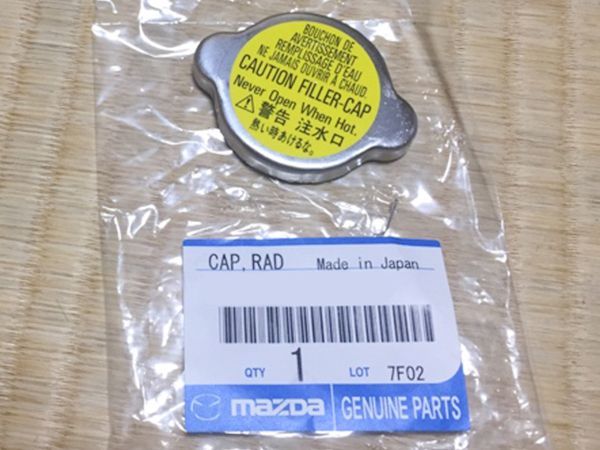 BOUCHON DE
AVERTISSEMENT
REMPLISSAGE D'EAU
NE JAMAIS OUVRIR À CHAUD.
CAUTION FILLER-CAP
Never Open When Hot.
⚠警告 注水口
熱い時あけるな。
CAP, RAD Made in Japan
QTY 1 LOT 7F02
mazda GENUINE PARTS